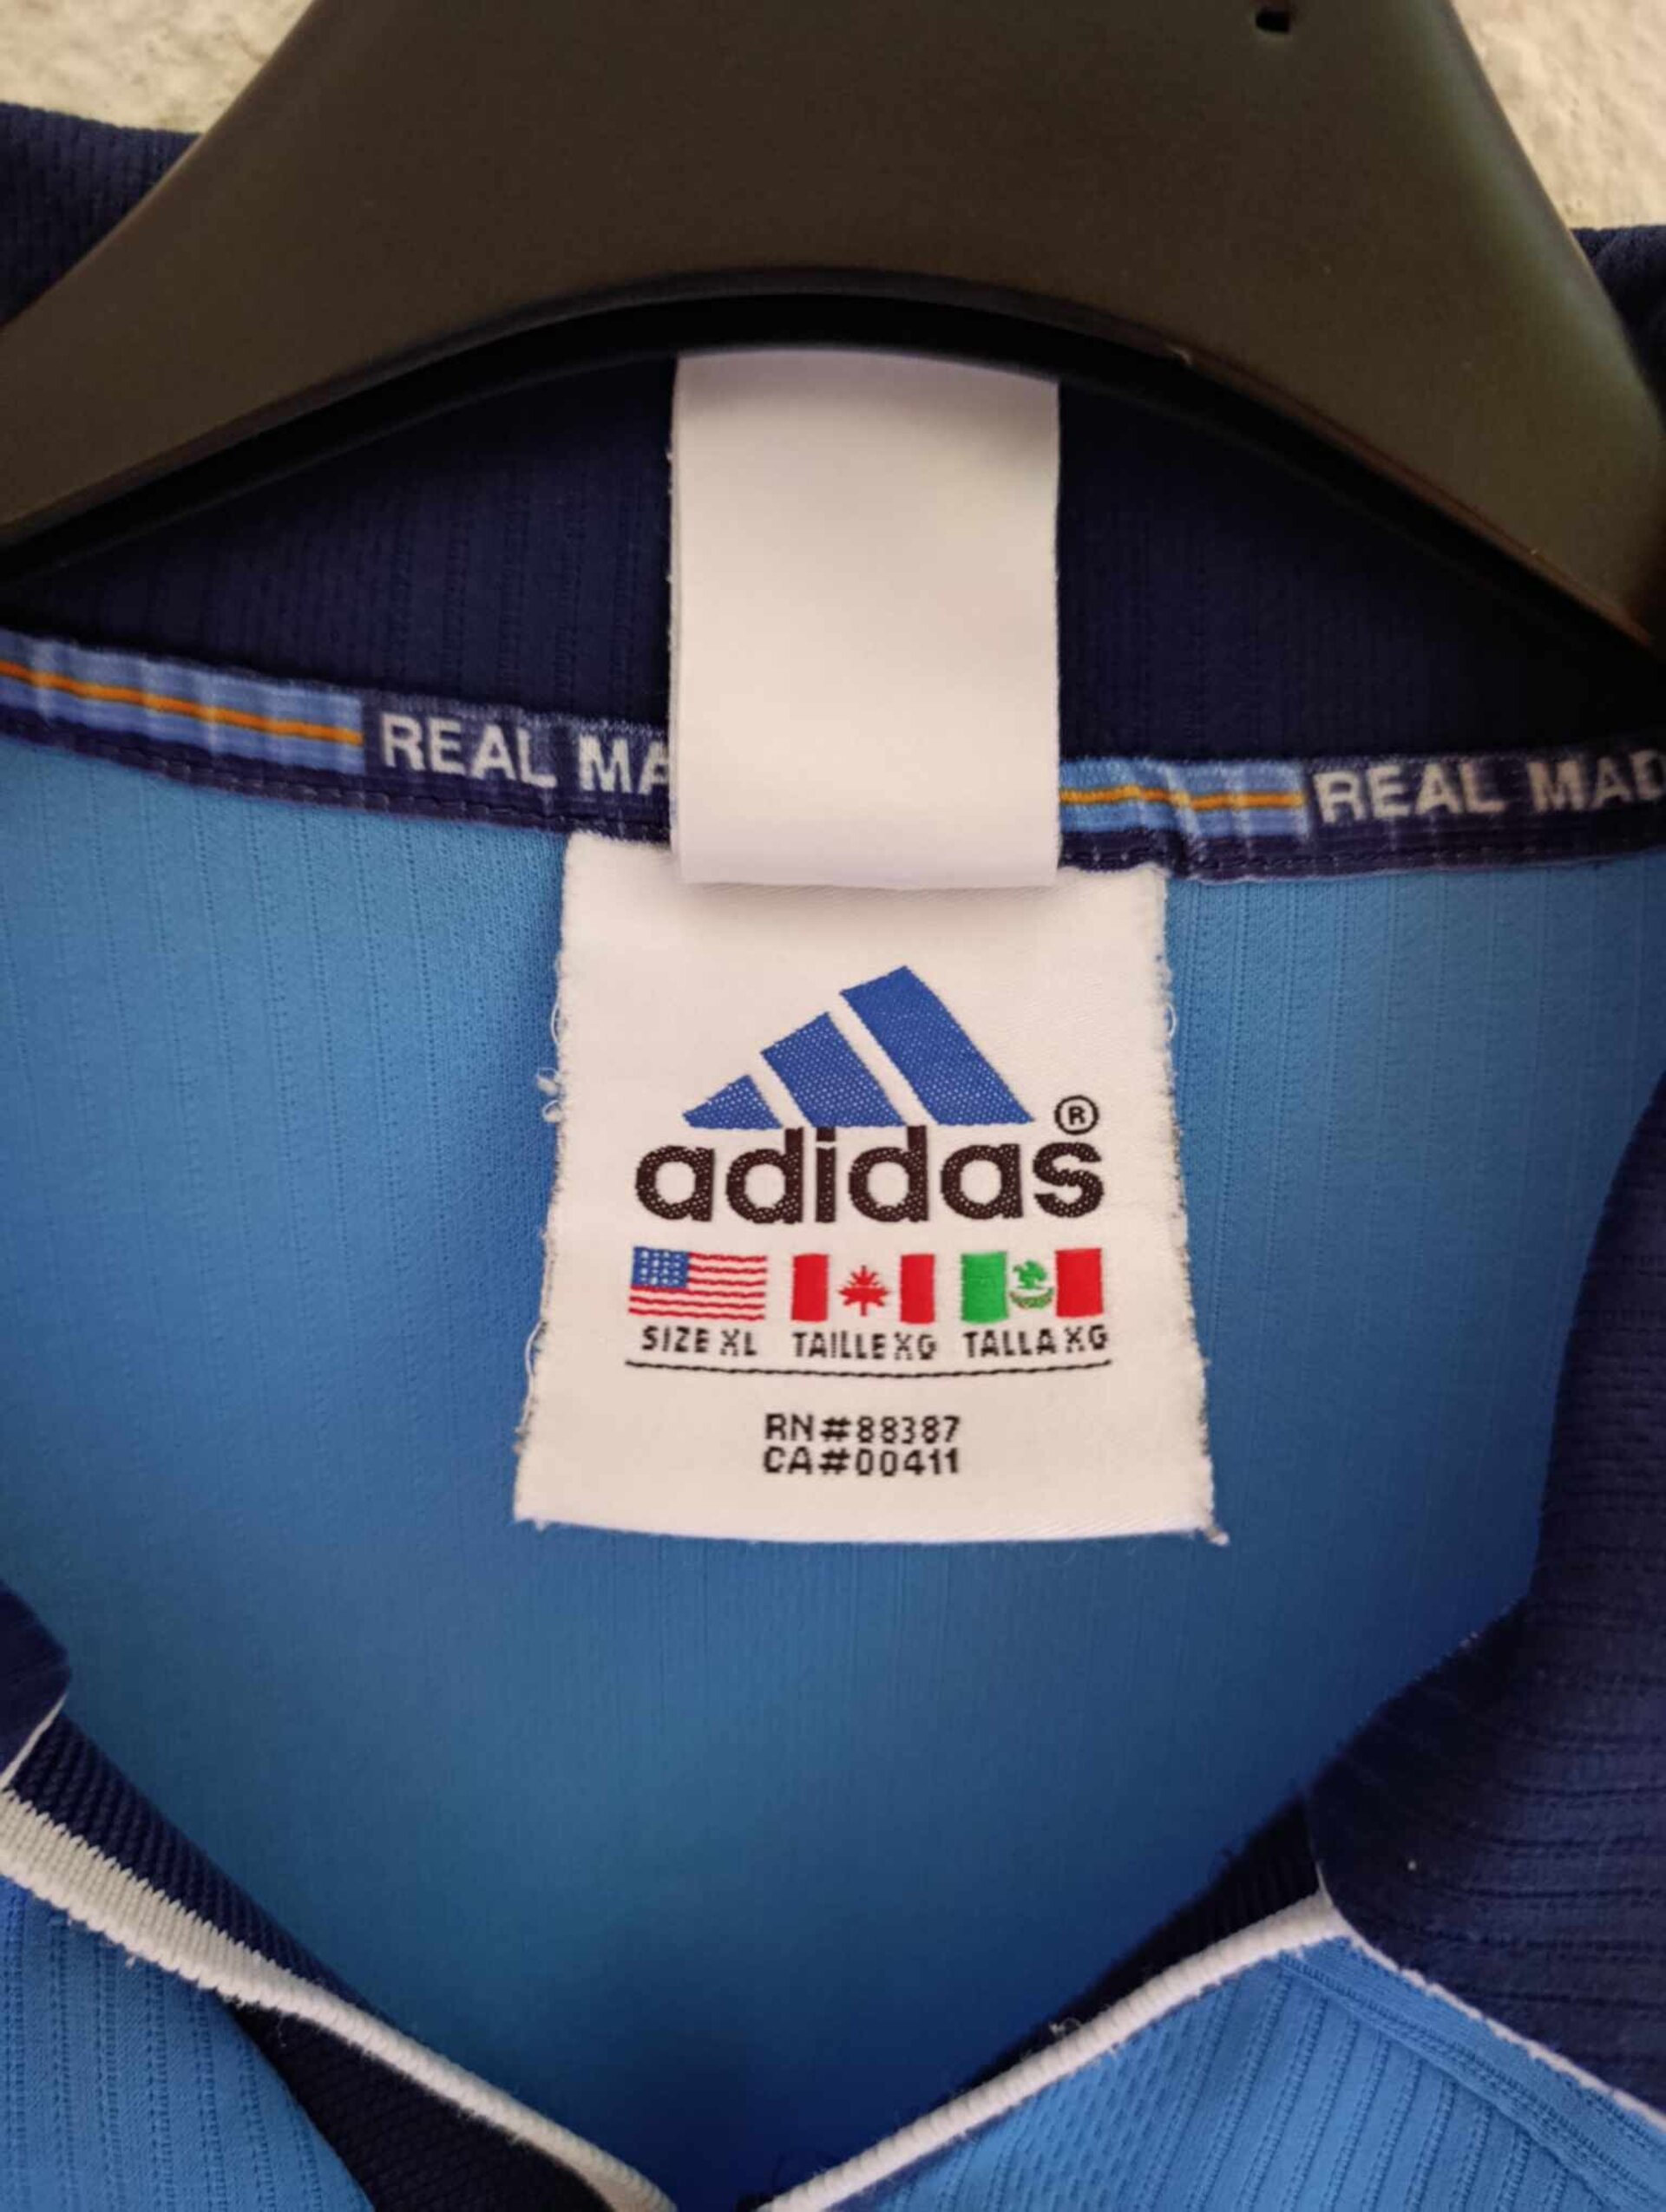 REAL MA
REAL MAD
adidas®
SIZE XL TAILLE XG TALLA XG
RN#88387
CA#00411